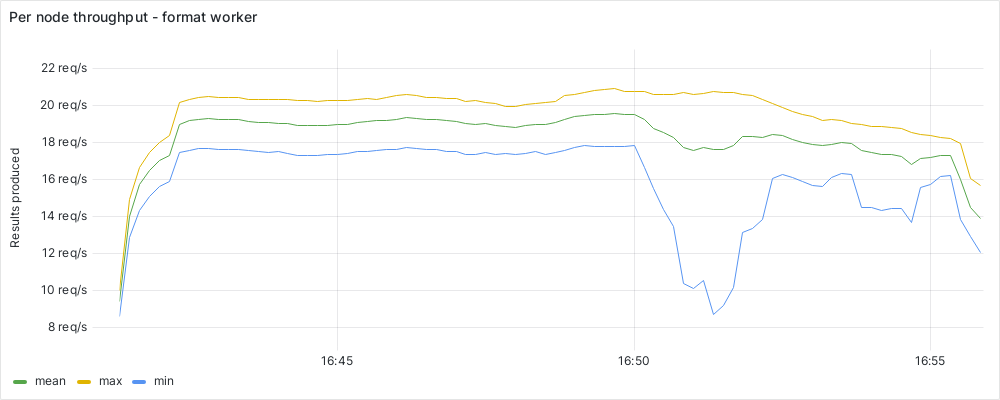 Per node throughput - format worker
Results produced
22 req/s
20 req/s
18 req/s
16 req/s
14 req/s
12 req/s
10 req/s
8 req/s
16:45 16:50 16:55
mean max min